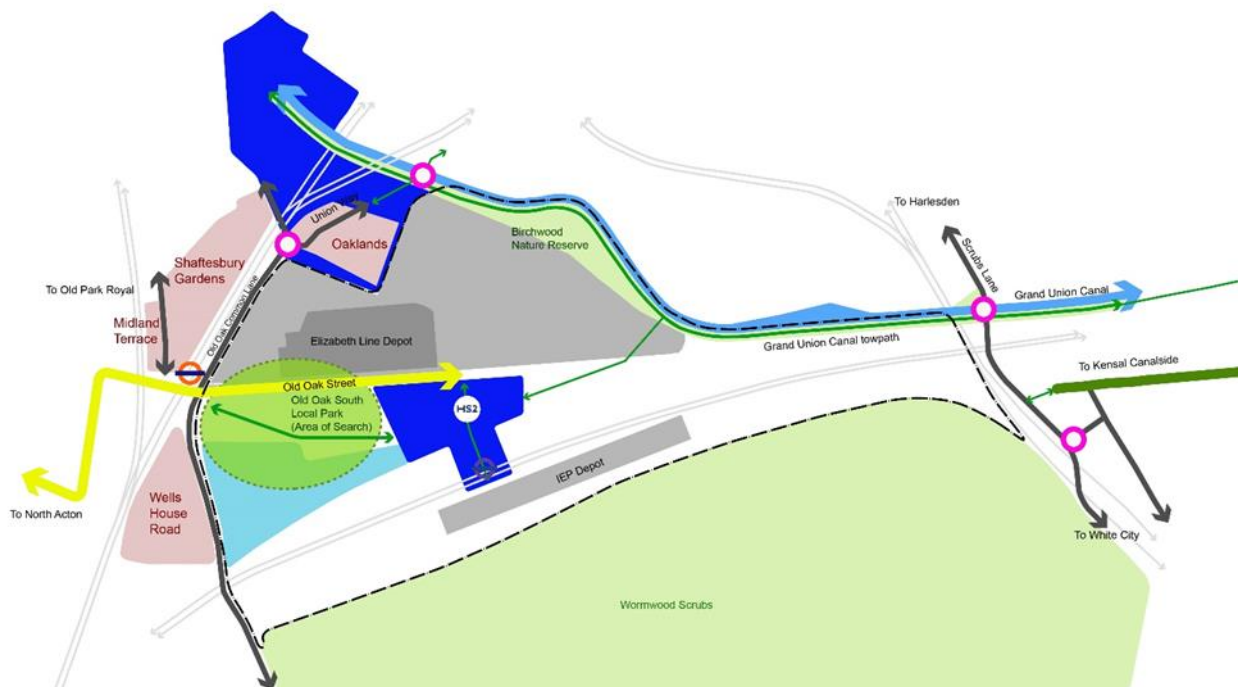 To Harlesden
Union Way
Oaklands
Birchwood
Nature Reserve
Scrubs Lane
Shaftesbury
Gardens
To Old Park Royal
Old Oak Common Lane
Grand Union Canal
Midland
Terrace
Elizabeth Line Depot
Grand Union Canal towpath
To Kensal Canalside
Old Oak Street
Old Oak South
Local Park
(Area of Search)
HS2
IEP Depot
Wells
House
Road
To North Acton
To White City
Wormwood Scrubs